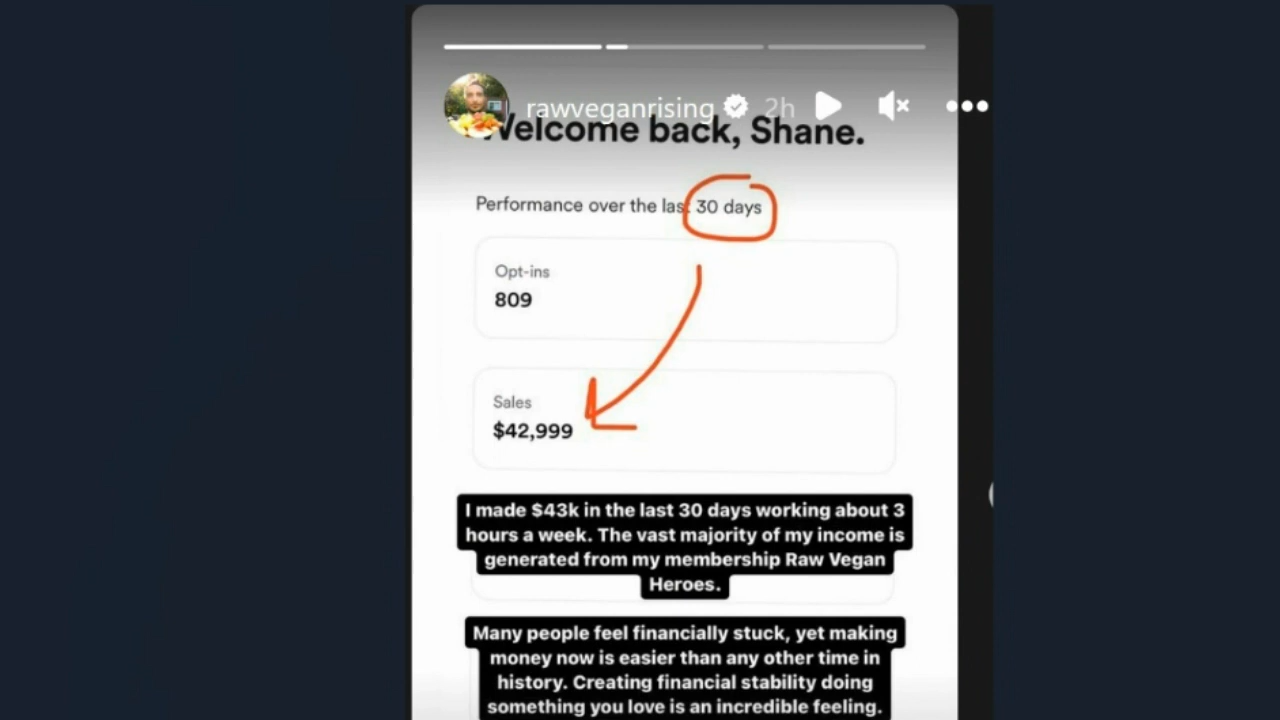 rawveganrising 2h
Welcome back, Shane.
Performance over the last 30 days
Opt-ins
809
Sales
$42,999
I made $43k in the last 30 days working about 3
hours a week. The vast majority of my income is
generated from my membership Raw Vegan
Heroes.
Many people feel financially stuck, yet making
money now is easier than any other time in
history. Creating financial stability doing
something you love is an incredible feeling.